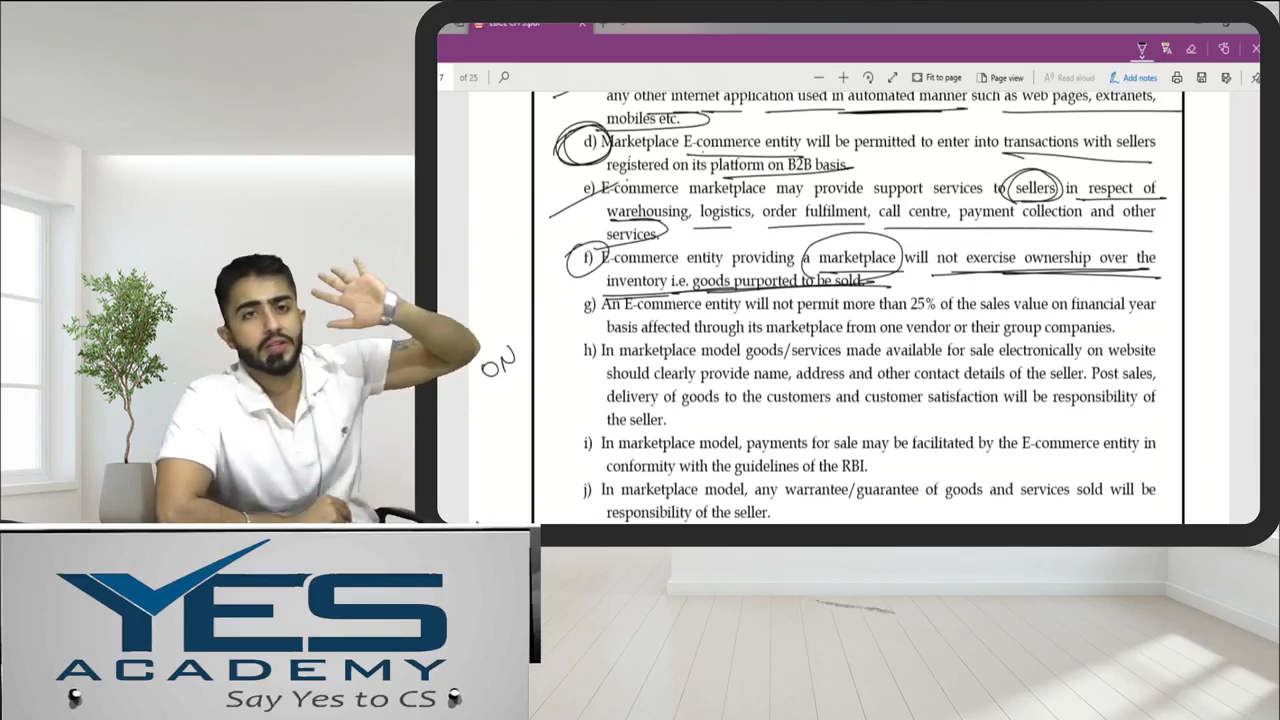 7 of 25
Fit to page
Page view
Read aloud
Add notes
any other internet application used in automated manner such as web pages, extranets,
mobiles etc.
d) Marketplace E-commerce entity will be permitted to enter into transactions with sellers
registered on its platform on B2B basis.
e) E-commerce marketplace may provide support services to sellers in respect of
warehousing, logistics, order fulfilment, call centre, payment collection and other
services.
f) E-commerce entity providing a marketplace will not exercise ownership over the
inventory i.e. goods purported to be sold.
g) An E-commerce entity will not permit more than 25% of the sales value on financial year
basis affected through its marketplace from one vendor or their group companies.
h) In marketplace model goods/services made available for sale electronically on website
should clearly provide name, address and other contact details of the seller. Post sales,
delivery of goods to the customers and customer satisfaction will be responsibility of
the seller.
i) In marketplace model, payments for sale may be facilitated by the E-commerce entity in
conformity with the guidelines of the RBI.
j) In marketplace model, any warrantee/guarantee of goods and services sold will be
responsibility of the seller.
ON
YES
ACADEMY
Say Yes to CS